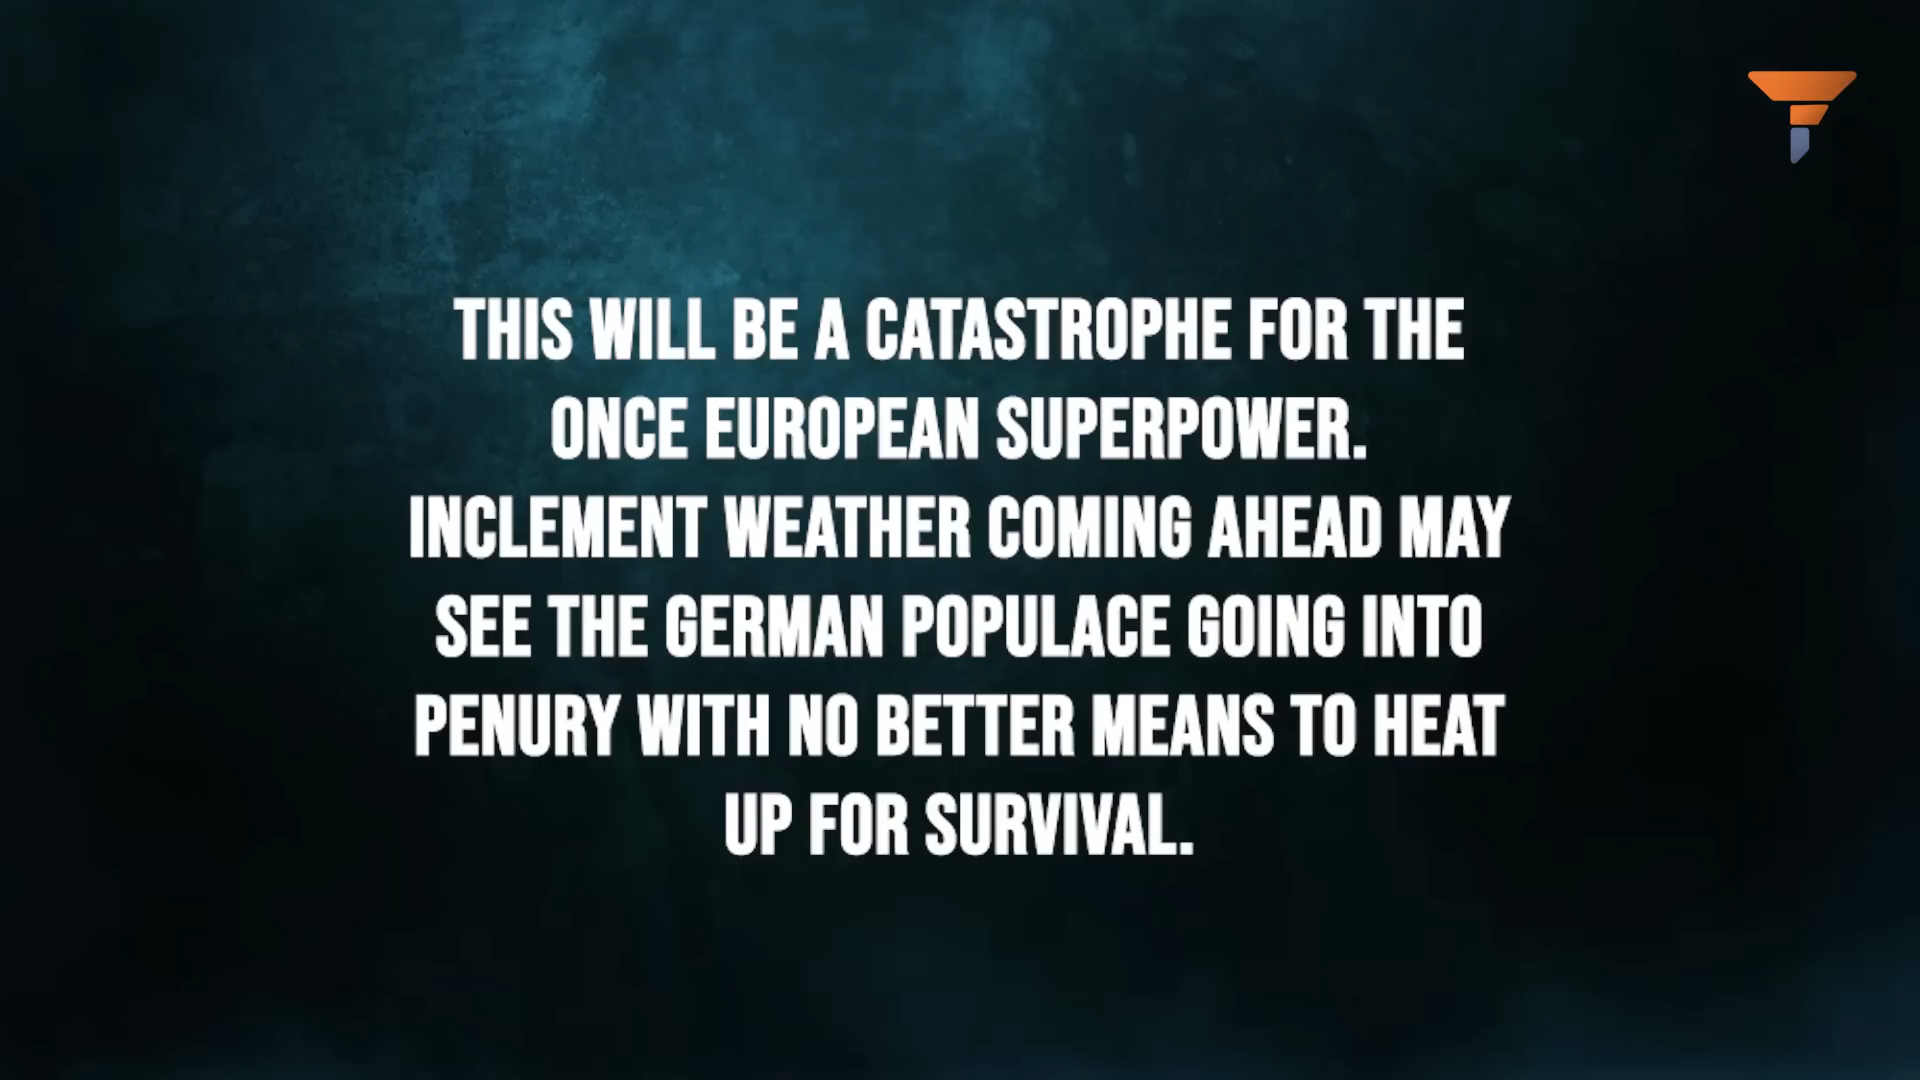 THIS WILL BE A CATASTROPHE FOR THE
ONCE EUROPEAN SUPERPOWER.
INCLEMENT WEATHER COMING AHEAD MAY
SEE THE GERMAN POPULACE GOING INTO
PENURY WITH NO BETTER MEANS TO HEAT
UP FOR SURVIVAL.